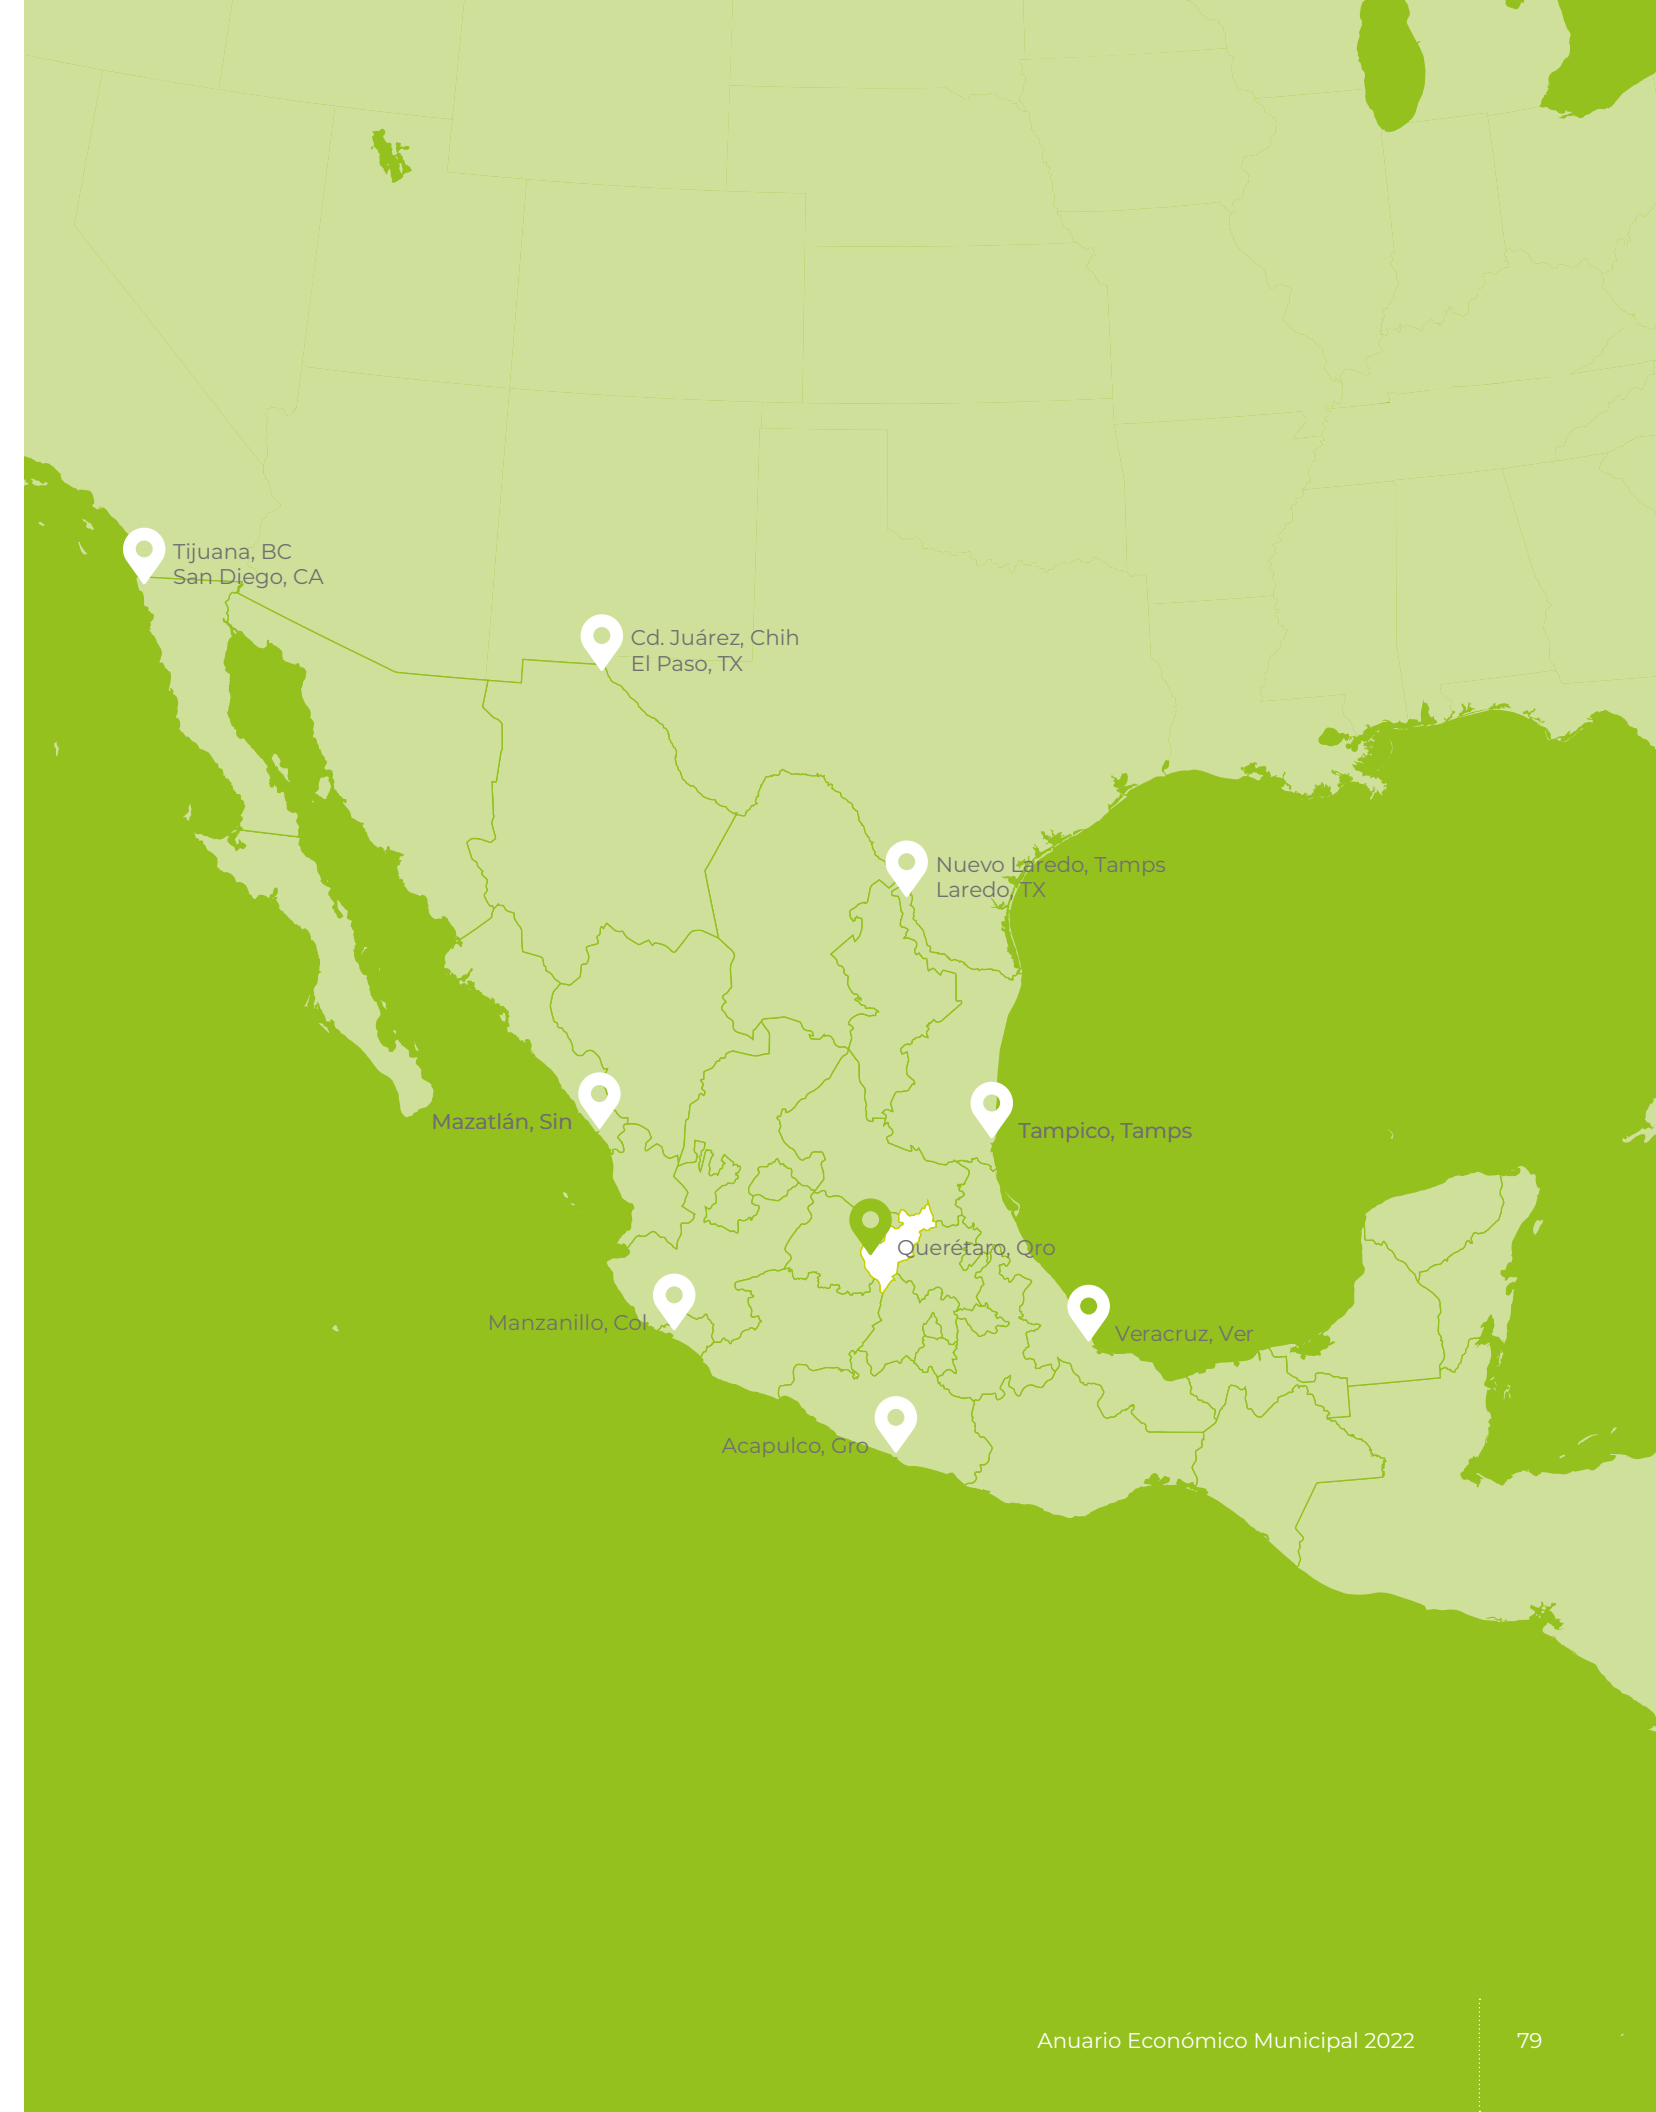 Tijuana, BC
San Diego, CA
Cd. Juárez, Chih
El Paso, TX
Nuevo Laredo, Tamps
Laredo, TX
Mazatlán, Sin
Tampico, Tamps
Querétaro, Qro
Manzanillo, Col
Veracruz, Ver
Acapulco, Gro
Anuario Económico Municipal 2022
79